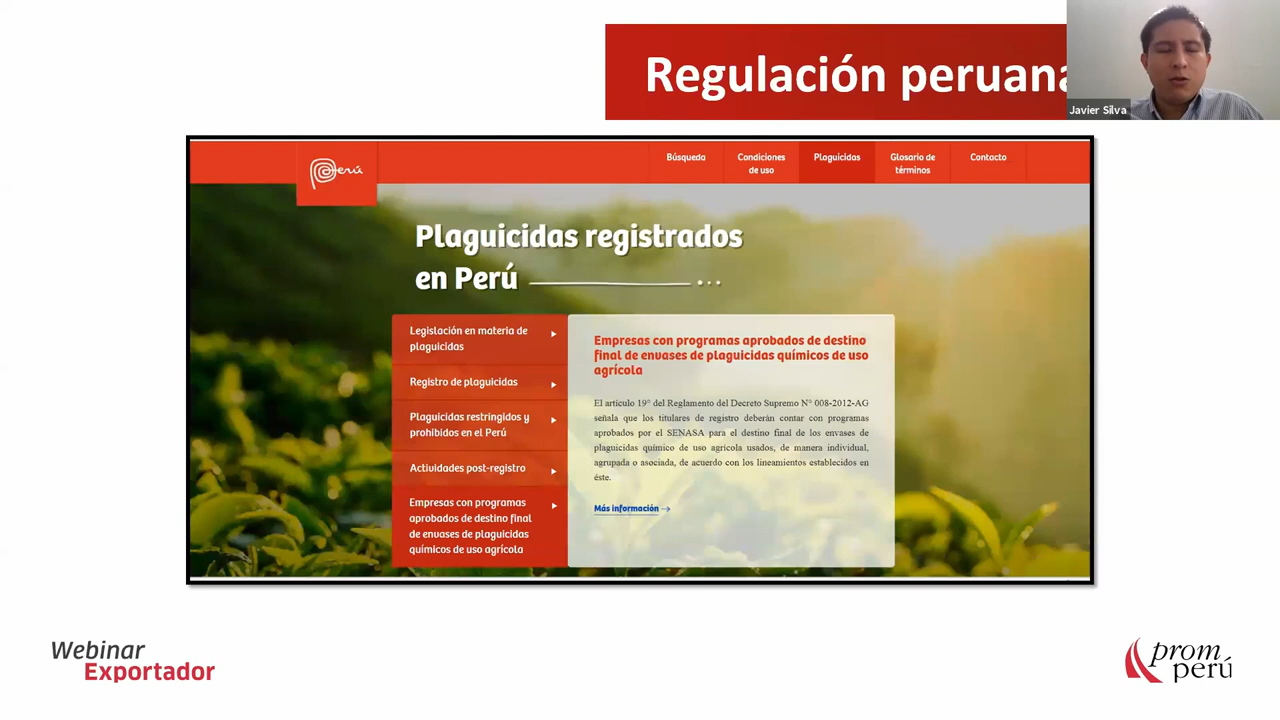 Regulación peruana
Javier Silva
Perú
Búsqueda
Condiciones
de uso
Plaguicidas
Glosario de
términos
Contacto
Plaguicidas registrados
en Perú
Legislación en materia de
plaguicidas
Registro de plaguicidas
Plaguicidas restringidos y
prohibidos en el Perú
Actividades post-registro
Empresas con programas
aprobados de destino final
de envases de plaguicidas
químicos de uso agrícola
Empresas con programas aprobados de destino
final de envases de plaguicidas químicos de uso
agrícola
El artículo 19° del Reglamento del Decreto Supremo N° 008-2012-AG
señala que los titulares de registro deberán contar con programas
aprobados por el SENASA para el destino final de los envases de
plaguicidas químico de uso agrícola usados, de manera individual,
agrupada o asociada, de acuerdo con los lineamientos establecidos en
éste.
Más información
Webinar
Exportador
prom
perú